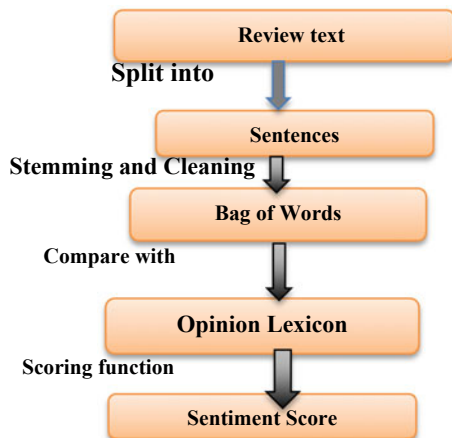 Review text
Split into
Sentences
Stemming and Cleaning
Bag of Words
Compare with
Opinion Lexicon
Scoring function
Sentiment Score